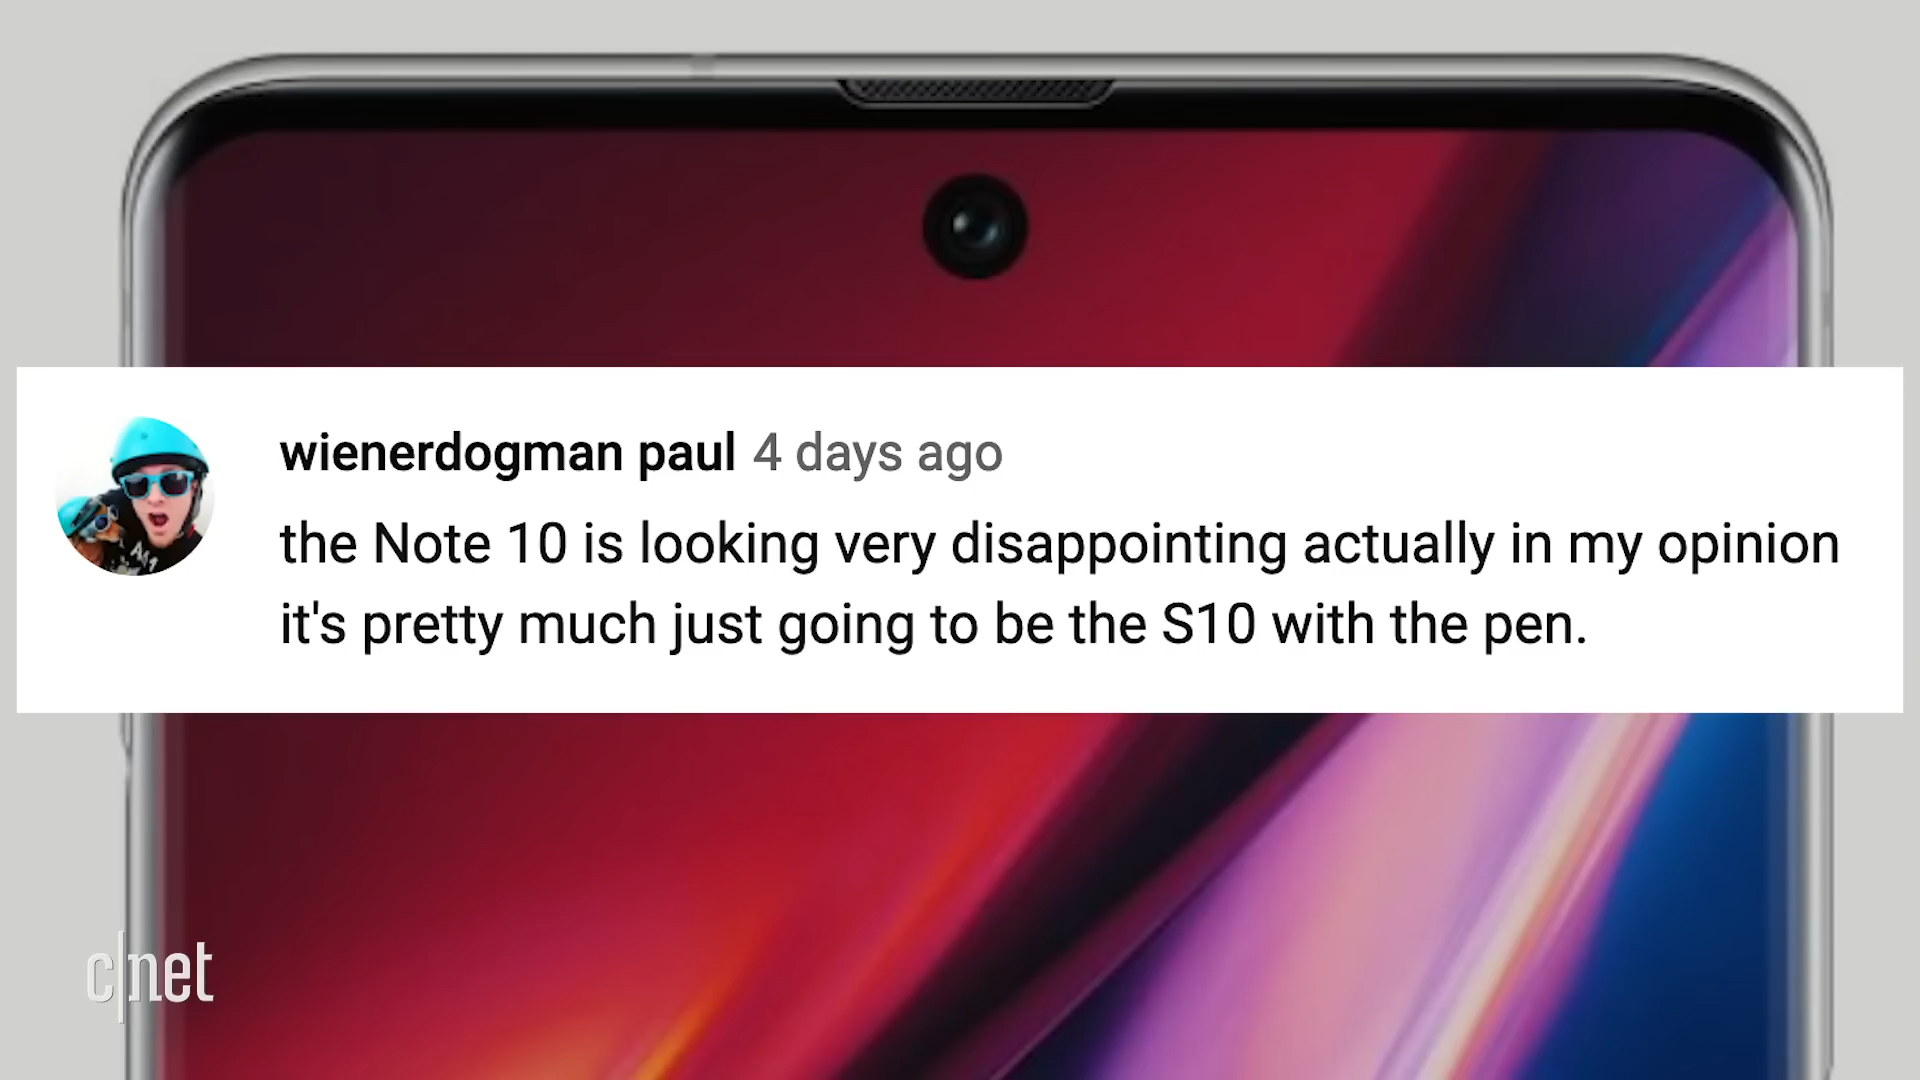 wienerdogman paul 4 days ago
the Note 10 is looking very disappointing actually in my opinion
it's pretty much just going to be the S10 with the pen.
c|net